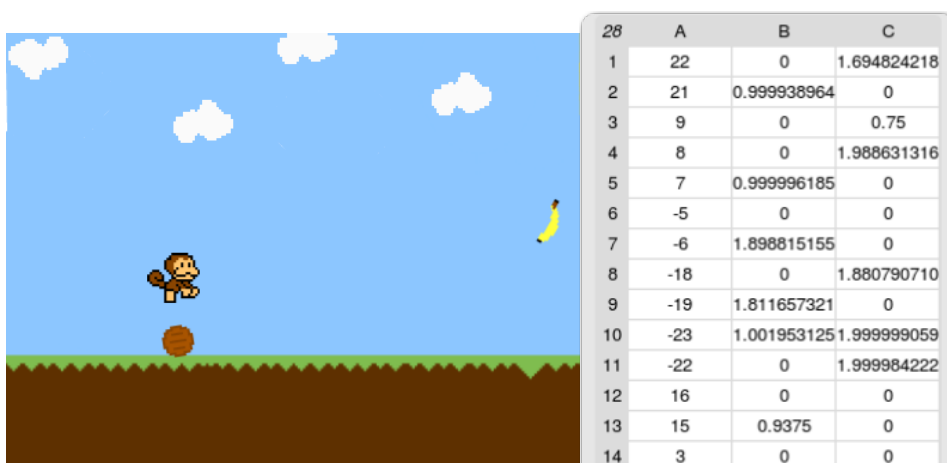 28 A B C
1 22 0 1.694824218
2 21 0.999938964 0
3 9 0 0.75
4 8 0 1.988631316
5 7 0.999996185 0
6 -5 0 0
7 -6 1.898815155 0
8 -18 0 1.880790710
9 -19 1.811657321 0
10 -23 1.001953125 1.999999059
11 -22 0 1.999984222
12 16 0 0
13 15 0.9375 0
14 3 0 0